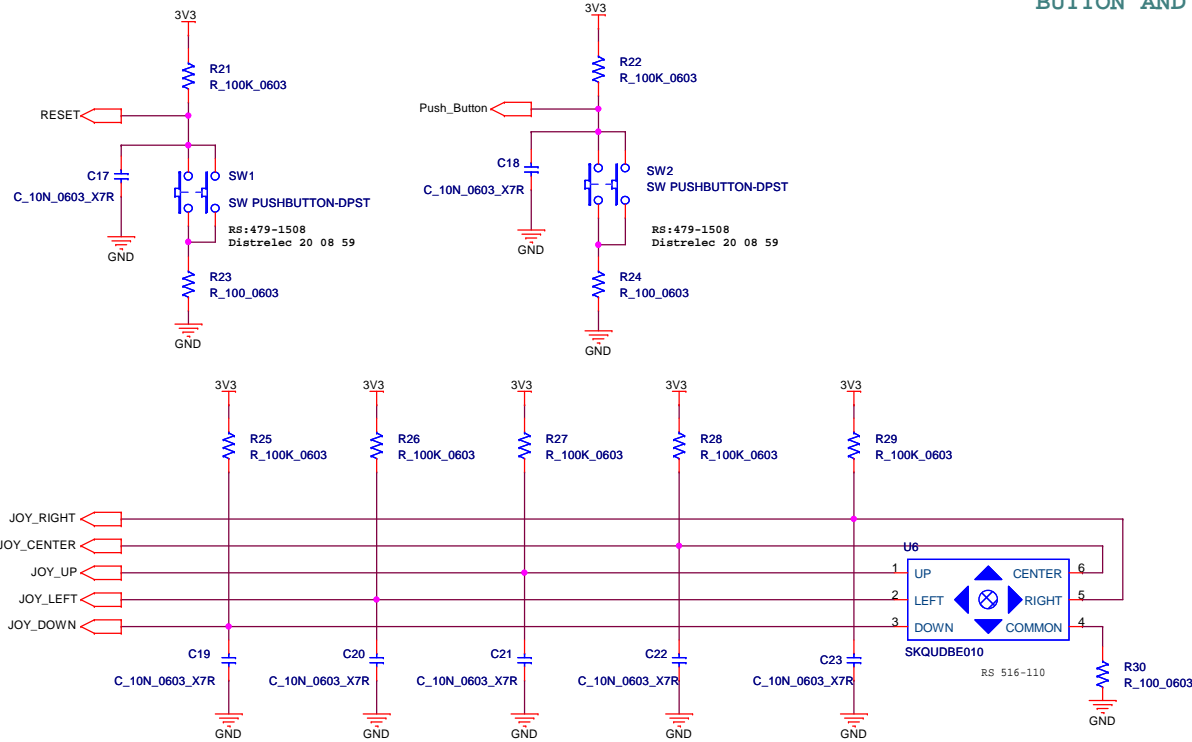 BUTTON AND
3V3
3V3
R21
R_100K_0603
R22
R_100K_0603
RESET
Push_Button
C17
C_10N_0603_X7R
SW1
SW PUSHBUTTON-DPST
RS:479-1508
Distrelec 20 08 59
C18
C_10N_0603_X7R
SW2
SW PUSHBUTTON-DPST
RS:479-1508
Distrelec 20 08 59
GND
GND
R23
R_100_0603
R24
R_100_0603
GND
GND
3V3
3V3
3V3
3V3
3V3
R25
R_100K_0603
R26
R_100K_0603
R27
R_100K_0603
R28
R_100K_0603
R29
R_100K_0603
JOY_RIGHT
JOY_CENTER
JOY_UP
JOY_LEFT
JOY_DOWN
U6
1 UP CENTER 6
2 LEFT RIGHT 5
3 DOWN COMMON 4
SKQUDBE010
RS 516-110
C19
C_10N_0603_X7R
C20
C_10N_0603_X7R
C21
C_10N_0603_X7R
C22
C_10N_0603_X7R
C23
C_10N_0603_X7R
R30
R_100_0603
GND
GND
GND
GND
GND
GND